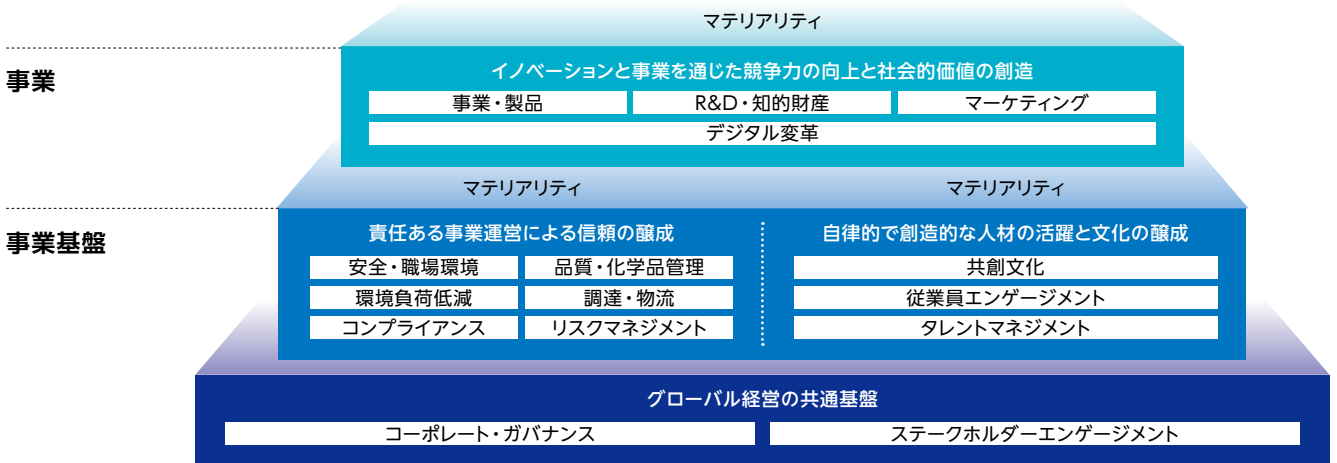 マテリアリティ
事業
イノベーションと事業を通じた競争力の向上と社会的価値の創造
事業・製品
R&D・知的財産
マーケティング
デジタル変革
マテリアリティ
マテリアリティ
事業基盤
責任ある事業運営による信頼の醸成
安全・職場環境
品質・化学品管理
環境負荷低減
調達・物流
コンプライアンス
リスクマネジメント
自律的で創造的な人材の活躍と文化の醸成
共創文化
従業員エンゲージメント
タレントマネジメント
グローバル経営の共通基盤
コーポレート・ガバナンス
ステークホルダーエンゲージメント